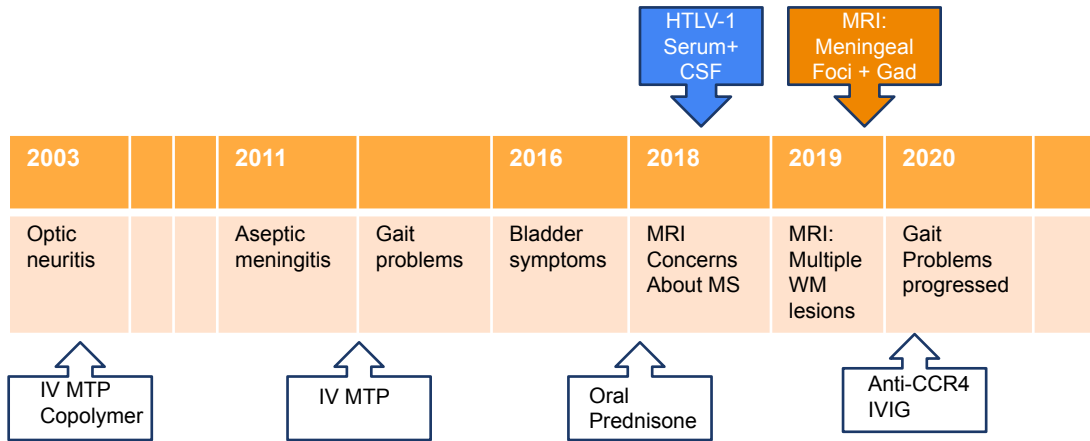 HTLV-1
Serum+
CSF
MRI:
Meningeal
Foci + Gad
2003
2011
2016
2018
2019
2020
Optic
neuritis
Aseptic
meningitis
Gait
problems
Bladder
symptoms
MRI
Concerns
About MS
MRI:
Multiple
WM
lesions
Gait
Problems
progressed
IV MTP
Copolymer
IV MTP
Oral
Prednisone
Anti-CCR4
IVIG